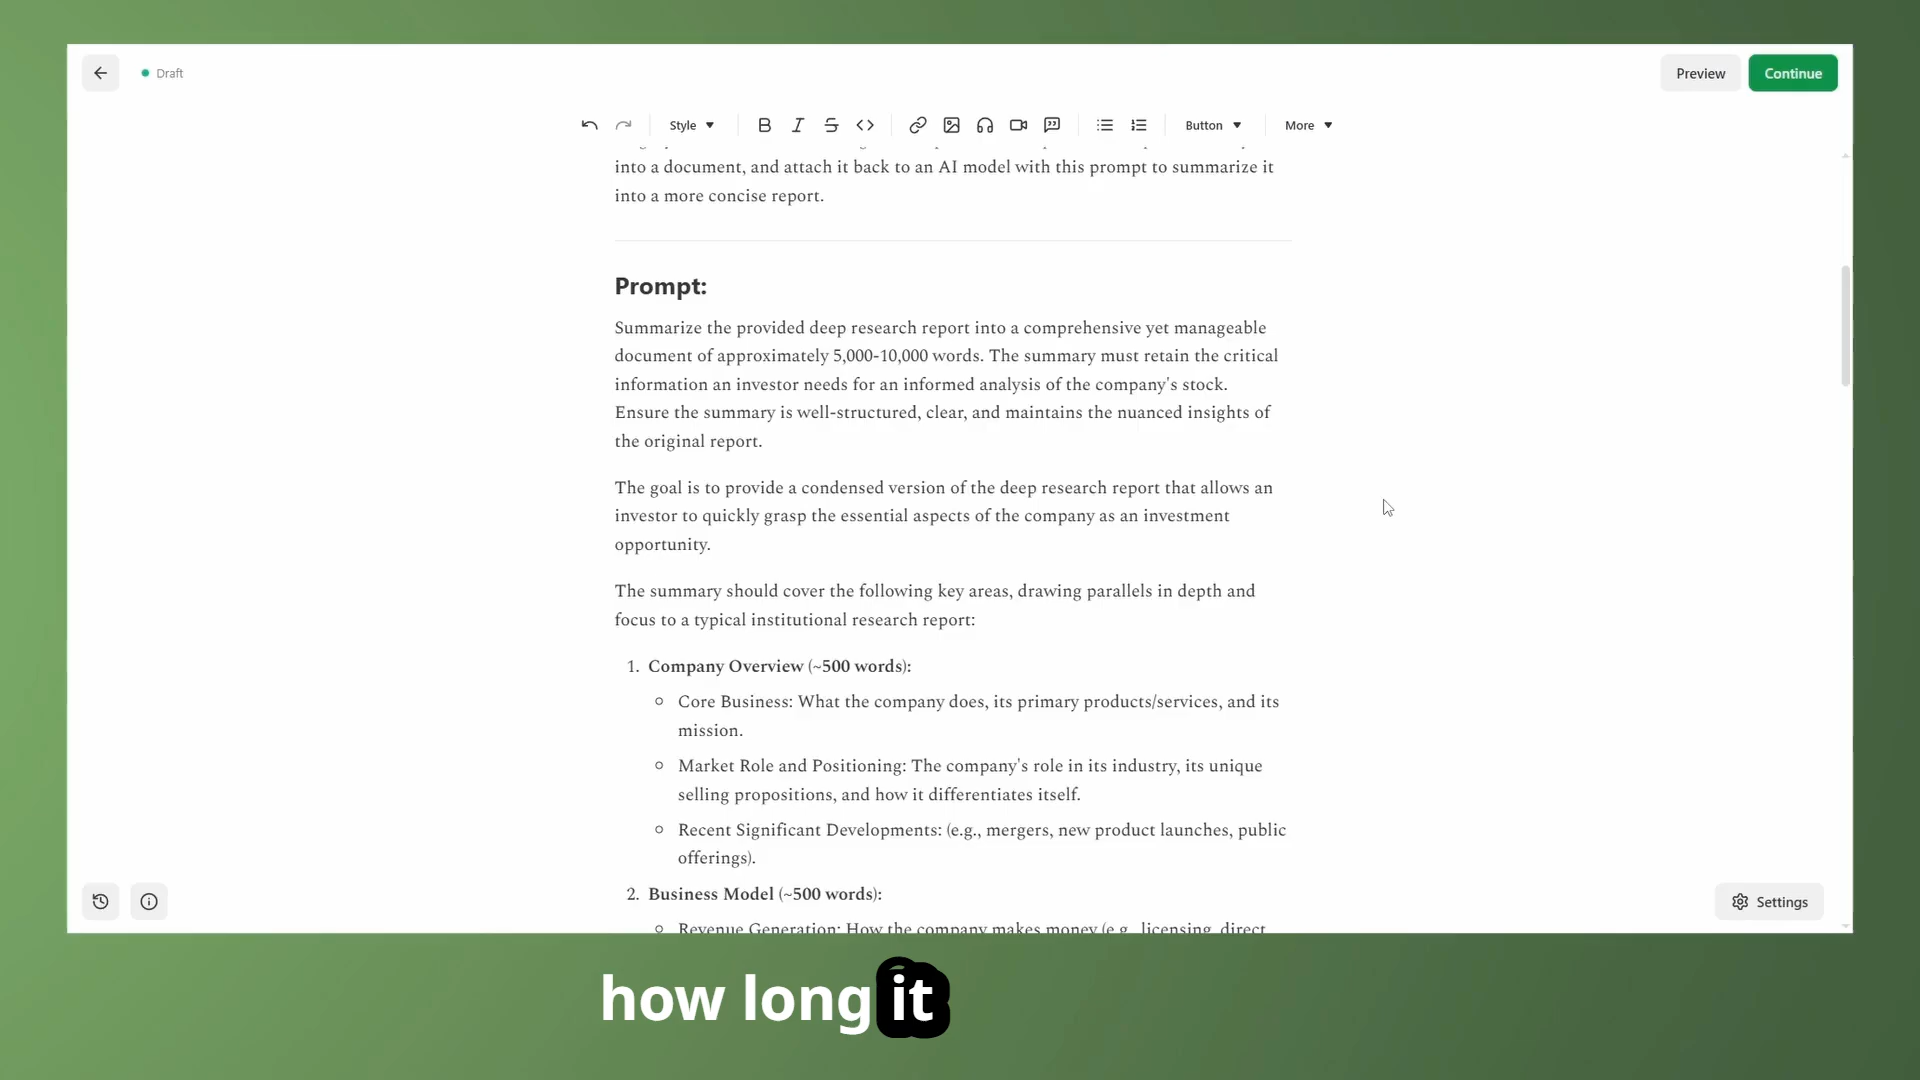 Draft
Preview
Continue
Style
Button
More
into a document, and attach it back to an AI model with this prompt to summarize it
into a more concise report.
Prompt:
Summarize the provided deep research report into a comprehensive yet manageable
document of approximately 5,000-10,000 words. The summary must retain the critical
information an investor needs for an informed analysis of the company's stock.
Ensure the summary is well-structured, clear, and maintains the nuanced insights of
the original report.
The goal is to provide a condensed version of the deep research report that allows an
investor to quickly grasp the essential aspects of the company as an investment
opportunity.
The summary should cover the following key areas, drawing parallels in depth and
focus to a typical institutional research report:
1. Company Overview (~500 words):
Core Business: What the company does, its primary products/services, and its
mission.
Market Role and Positioning: The company's role in its industry, its unique
selling propositions, and how it differentiates itself.
Recent Significant Developments: (e.g., mergers, new product launches, public
offerings).
2. Business Model (~500 words):
Revenue Generation: How the company makes money (e.g., licensing, direct
Settings
how long it